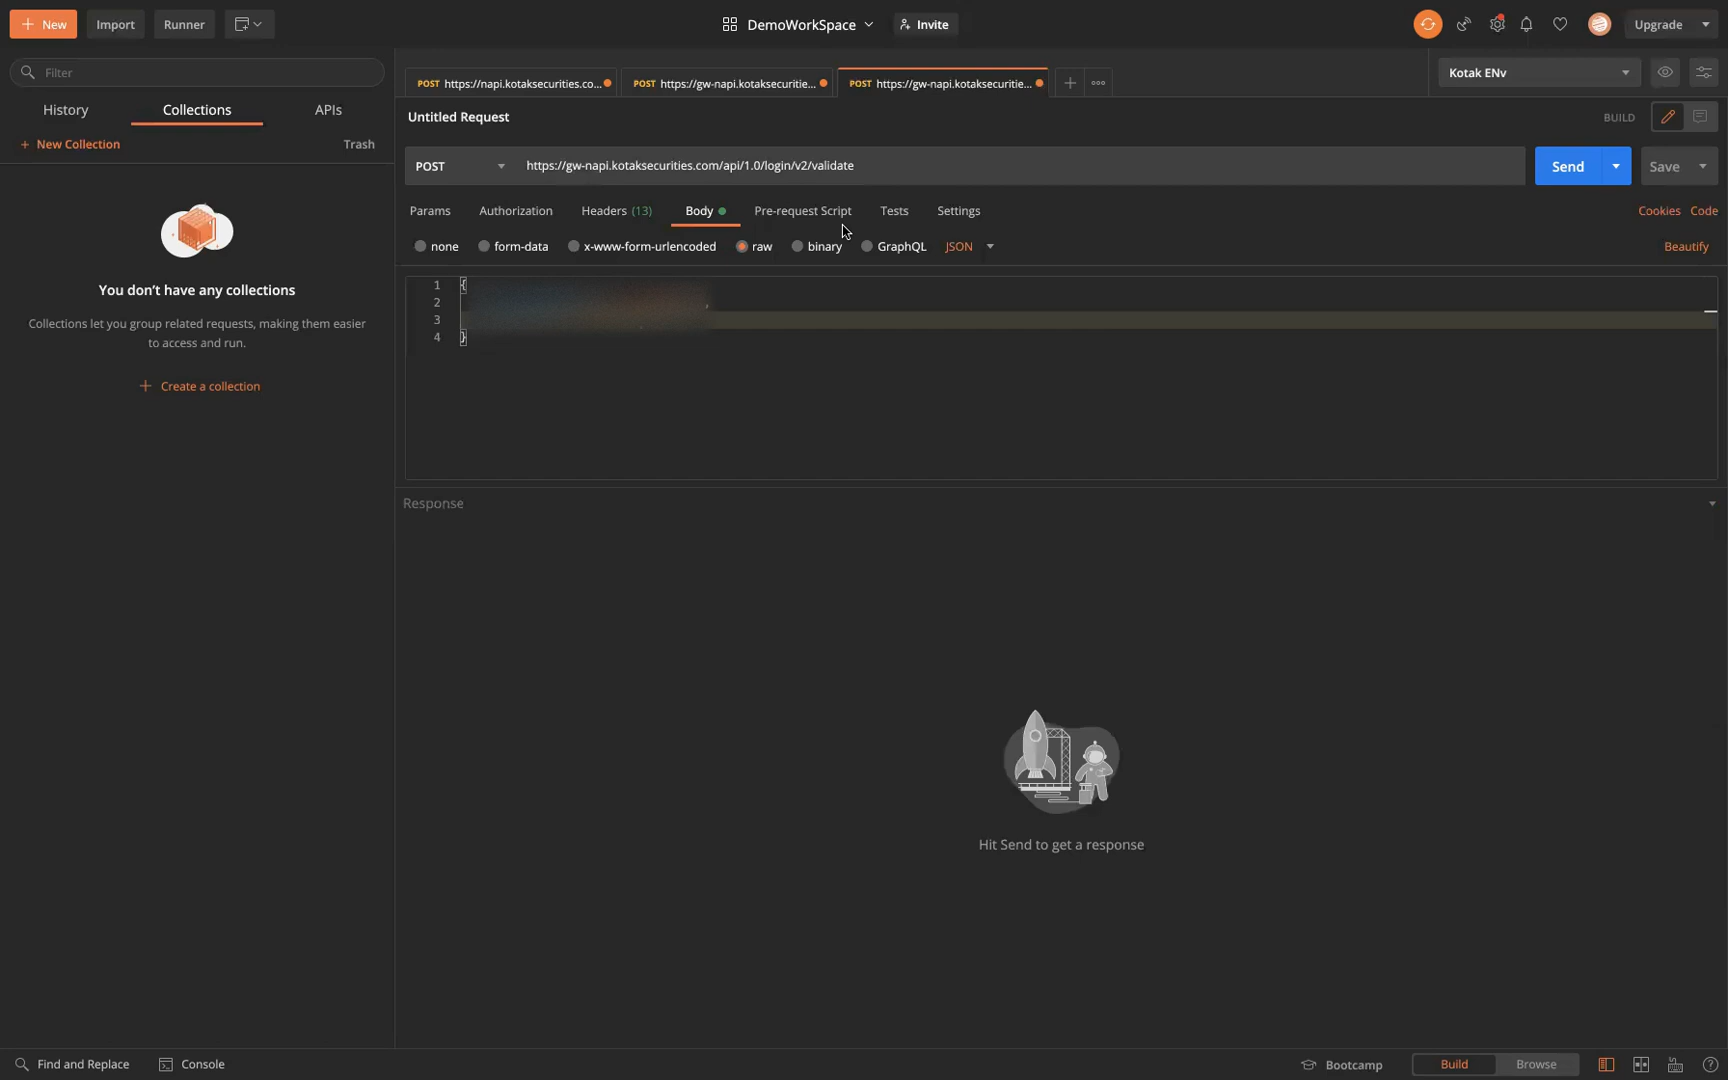 New
Import
Runner
DemoWorkSpace
Invite
Upgrade
Filter
History
Collections
APIs
New Collection
Trash
You don't have any collections
Collections let you group related requests, making them easier
to access and run.
Create a collection
POST https://napi.kotaksecurities.co...
POST https://gw-napi.kotaksecuritie...
POST https://gw-napi.kotaksecuritie...
Kotak ENv
Untitled Request
BUILD
POST
https://gw-napi.kotaksecurities.com/api/1.0/login/v2/validate
Send
Save
Params
Authorization
Headers (13)
Body
Pre-request Script
Tests
Settings
Cookies
Code
none
form-data
x-www-form-urlencoded
raw
binary
GraphQL
JSON
Beautify
1 {
2
3
4 }
Response
Hit Send to get a response
Find and Replace
Console
Bootcamp
Build
Browse